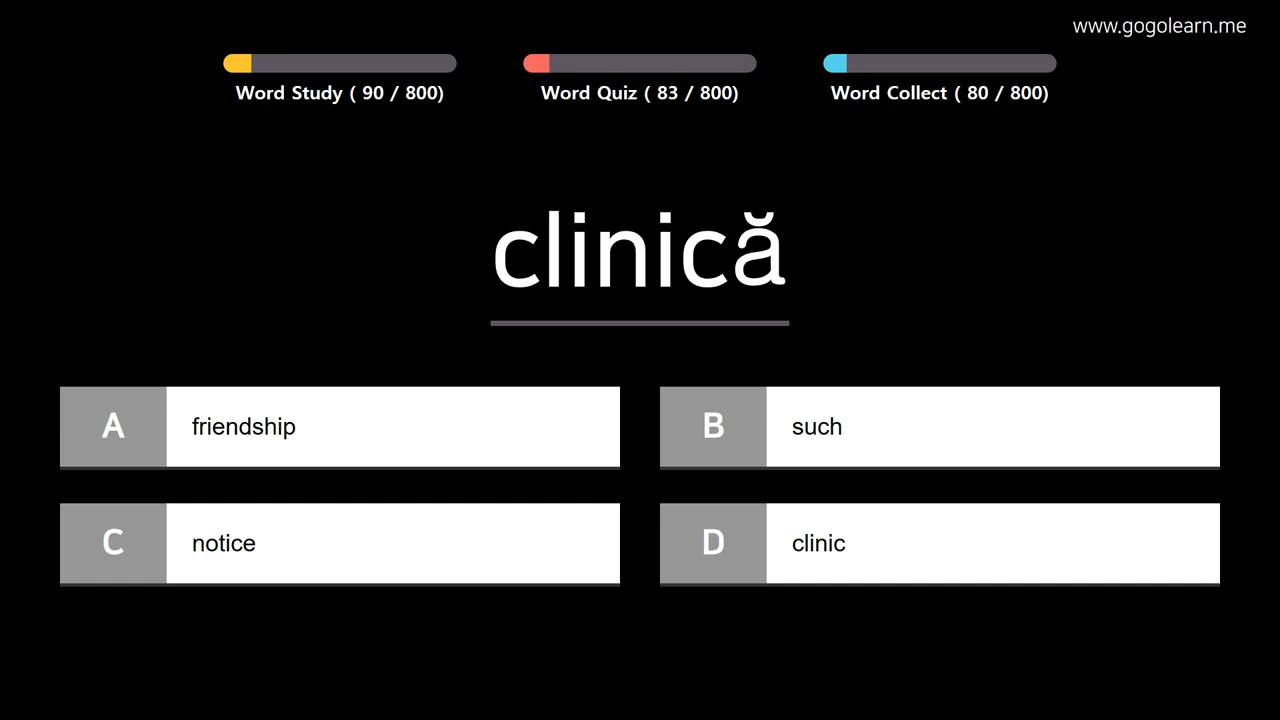 www.gogolearn.me
Word Study ( 90 / 800)
Word Quiz ( 83 / 800)
Word Collect ( 80 / 800)
clinică
A friendship
B such
C notice
D clinic